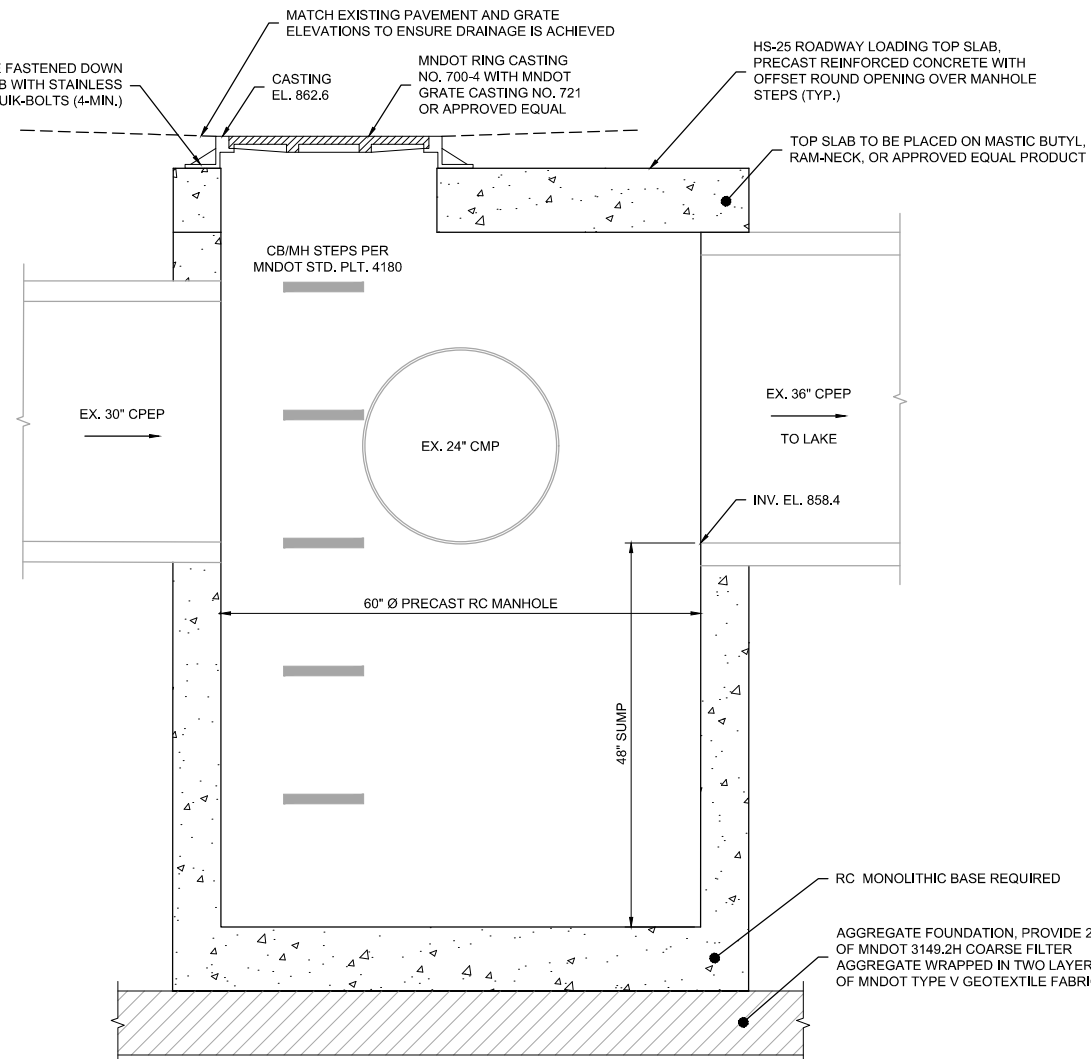 MATCH EXISTING PAVEMENT AND GRATE
ELEVATIONS TO ENSURE DRAINAGE IS ACHIEVED
FASTENED DOWN
WITH STAINLESS
(4-MIN.)
CASTING
EL. 862.6
MNDOT RING CASTING
NO. 700-4 WITH MNDOT
GRATE CASTING NO. 721
OR APPROVED EQUAL
HS-25 ROADWAY LOADING TOP SLAB,
PRECAST REINFORCED CONCRETE WITH
OFFSET ROUND OPENING OVER MANHOLE
STEPS (TYP.)
TOP SLAB TO BE PLACED ON MASTIC BUTYL,
RAM-NECK, OR APPROVED EQUAL PRODUCT
CB/MH STEPS PER
MNDOT STD. PLT. 4180
EX. 30" CPEP
EX. 24" CMP
EX. 36" CPEP
TO LAKE
INV. EL. 858.4
60" Ø PRECAST RC MANHOLE
48" SUMP
RC MONOLITHIC BASE REQUIRED
AGGREGATE FOUNDATION, PROVIDE
OF MNDOT 3149.2H COARSE FILTER
AGGREGATE WRAPPED IN TWO
OF MNDOT TYPE V GEOTEXTILE